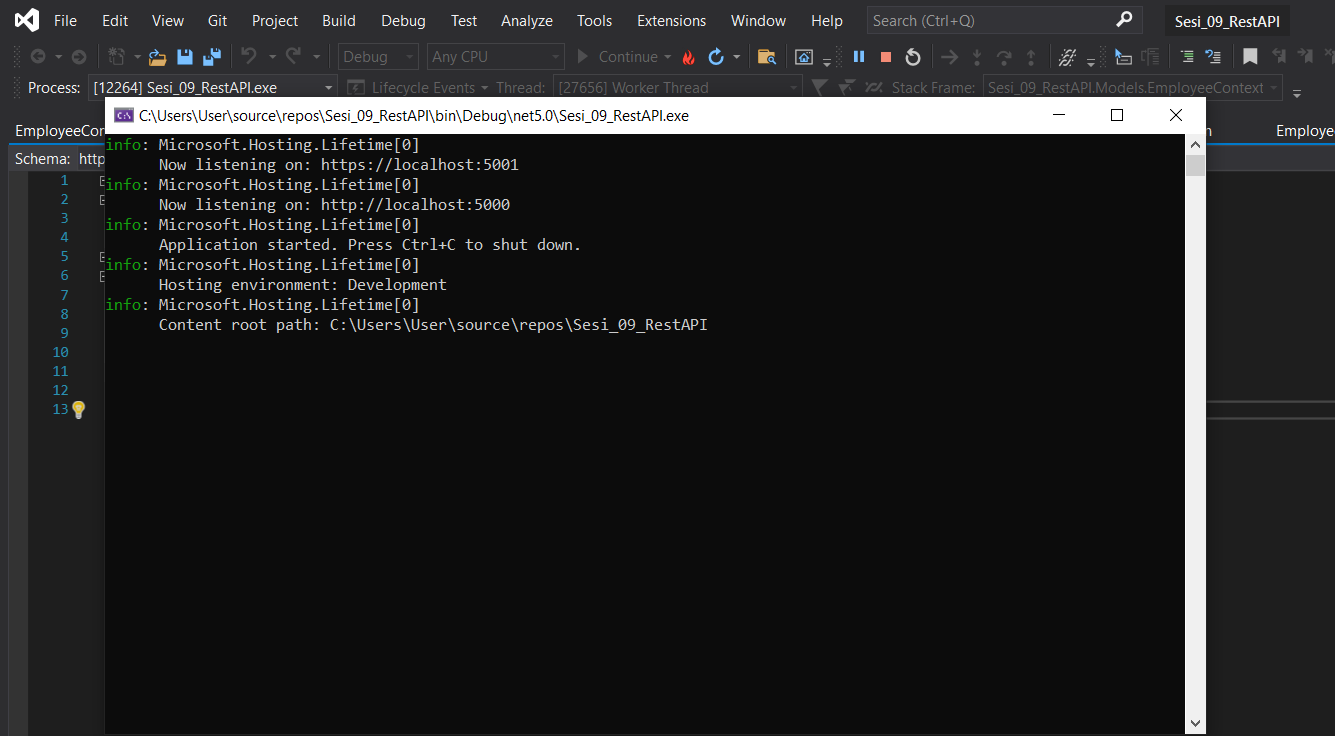 File Edit View Git Project Build Debug Test Analyze Tools Extensions Window Help Search (Ctrl+Q) Sesi_09_RestAPI
Debug Any CPU Continue
Process: [12264] Sesi_09_RestAPI.exe Lifecycle Events Thread: [27656] Worker Thread Stack Frame: Sesi_09_RestAPI.Models.EmployeeContext
C:\Users\User\source\repos\Sesi_09_RestAPI\bin\Debug\net5.0\Sesi_09_RestAPI.exe
EmployeeCon Employe
Schema: http
info: Microsoft.Hosting.Lifetime[0]
Now listening on: https://localhost:5001
info: Microsoft.Hosting.Lifetime[0]
Now listening on: http://localhost:5000
info: Microsoft.Hosting.Lifetime[0]
Application started. Press Ctrl+C to shut down.
info: Microsoft.Hosting.Lifetime[0]
Hosting environment: Development
info: Microsoft.Hosting.Lifetime[0]
Content root path: C:\Users\User\source\repos\Sesi_09_RestAPI
1
2
3
4
5
6
7
8
9
10
11
12
13